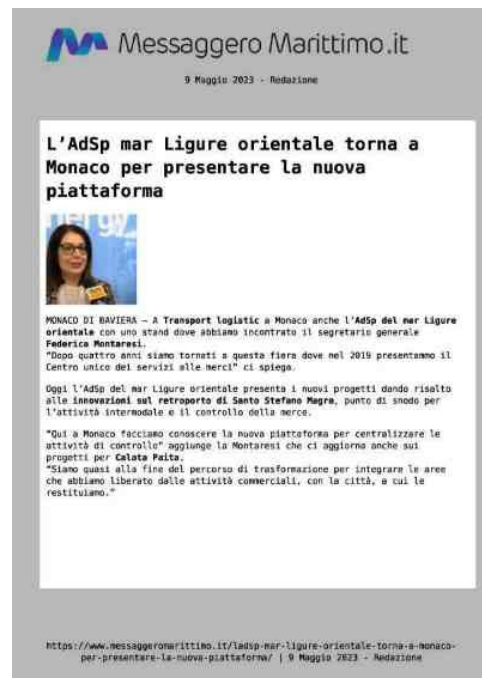 Messaggero Marittimo.it
9 Maggio 2023 - Redazione
L'AdSp mar Ligure orientale torna a
Monaco per presentare la nuova
piattaforma
MONACO DI BAVIERA – A Transport logistic a Monaco anche l'AdSp del mar Ligure
orientale con uno stand dove abbiamo incontrato il segretario generale
Federica Montaresi.
"Dopo quattro anni siamo tornati a questa fiera dove nel 2019 presentammo il
Centro unico dei servizi alle merci" ci spiega.
Oggi l'AdSp del mar Ligure orientale presenta i nuovi progetti dando risalto
alle innovazioni sul retroporto di Santo Stefano Magra, punto di snodo per
l'attività intermodale e il controllo della merce.
"Qui a Monaco facciamo conoscere la nuova piattaforma per centralizzare le
attività di controllo" aggiunge la Montaresi che ci aggiorna anche sui
progetti per Calata Paita.
"Siamo quasi alla fine del percorso di trasformazione per integrare le aree
che abbiamo liberato dalle attività commerciali, con la città, a cui le
restituiamo."
https://www.messaggeromarittimo.it/ladsp-mar-ligure-orientale-torna-a-monaco-
per-presentare-la-nuova-piattaforma/ | 9 Maggio 2023 - Redazione